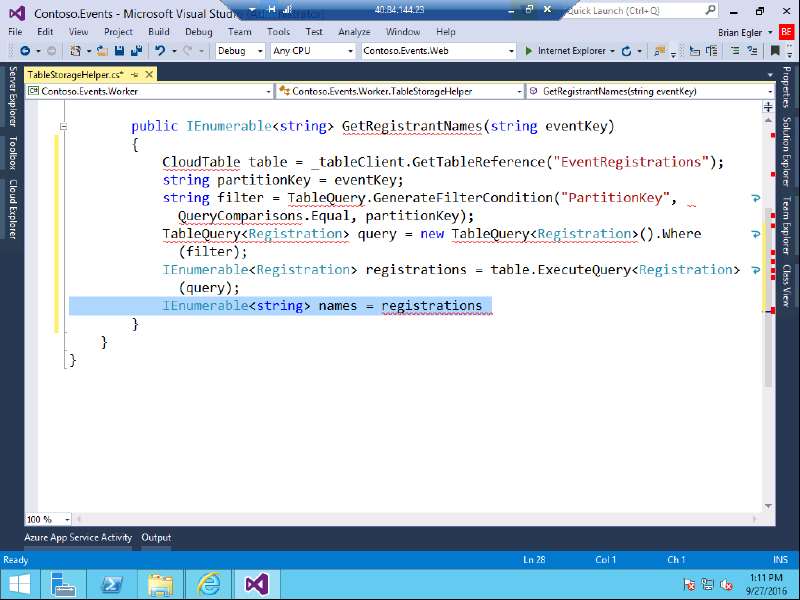 Contoso.Events - Microsoft Visual Stu
40.84.144.23
Quick Launch (Ctrl+Q)
File Edit View Project Build Debug Team Tools Test Analyze Window Help
Brian Egler BE
Debug Any CPU Contoso.Events.Web Internet Explorer
TableStorageHelper.cs*
Contoso.Events.Worker Contoso.Events.Worker.TableStorageHelper GetRegistrantNames(string eventKey)
Server Explorer
Toolbox
Cloud Explorer
public IEnumerable<string> GetRegistrantNames(string eventKey)
{
CloudTable table = _tableClient.GetTableReference("EventRegistrations");
string partitionKey = eventKey;
string filter = TableQuery.GenerateFilterCondition("PartitionKey",
QueryComparisons.Equal, partitionKey);
TableQuery<Registration> query = new TableQuery<Registration>().Where
(filter);
IEnumerable<Registration> registrations = table.ExecuteQuery<Registration>
(query);
IEnumerable<string> names = registrations
}
}
}
Properties
Solution Explorer
Team Explorer
Class View
100 %
Azure App Service Activity Output
Ready Ln 28 Col 1 Ch 1 INS
1:11 PM
9/27/2016